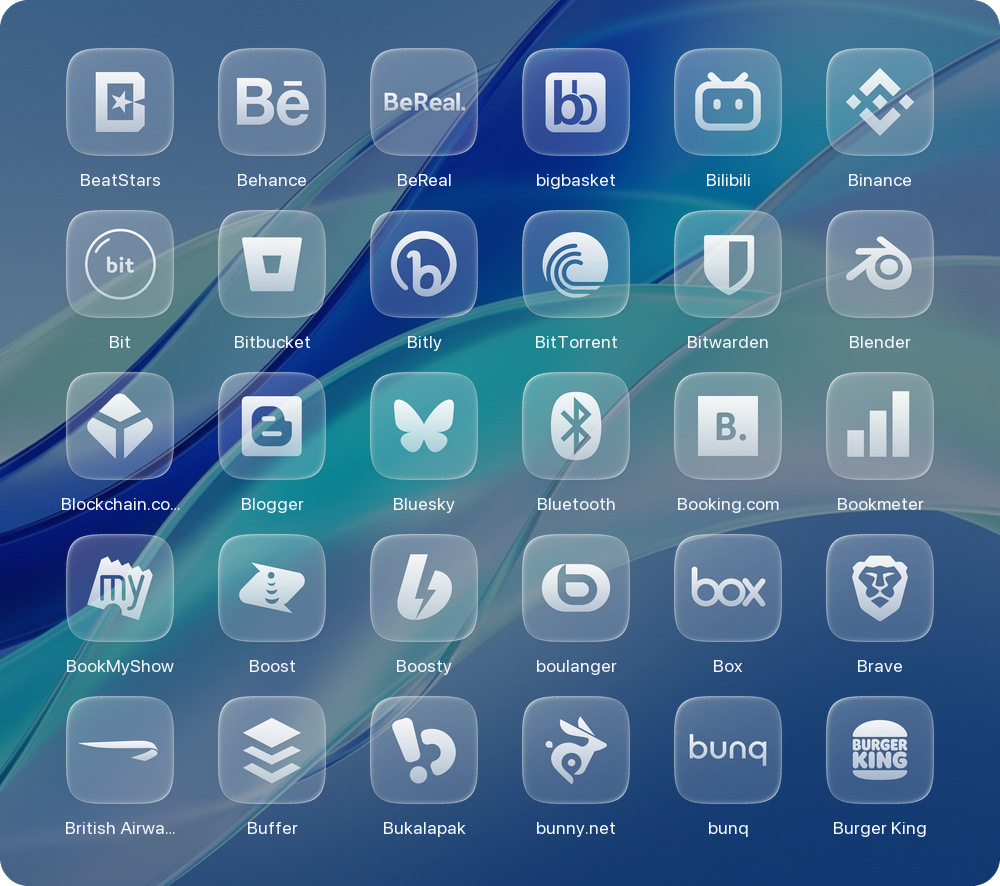 Bē
BeReal.
bb
BeatStars
Behance
BeReal
bigbasket
Bilibili
Binance
bit
b
Bit
Bitbucket
Bitly
BitTorrent
Bitwarden
Blender
B.
Blockchain.co...
Blogger
Bluesky
Bluetooth
Booking.com
Bookmeter
my
b
box
BookMyShow
Boost
Boosty
boulanger
Box
Brave
bunq
BURGER
KING
British Airwa...
Buffer
Bukalapak
bunny.net
bunq
Burger King